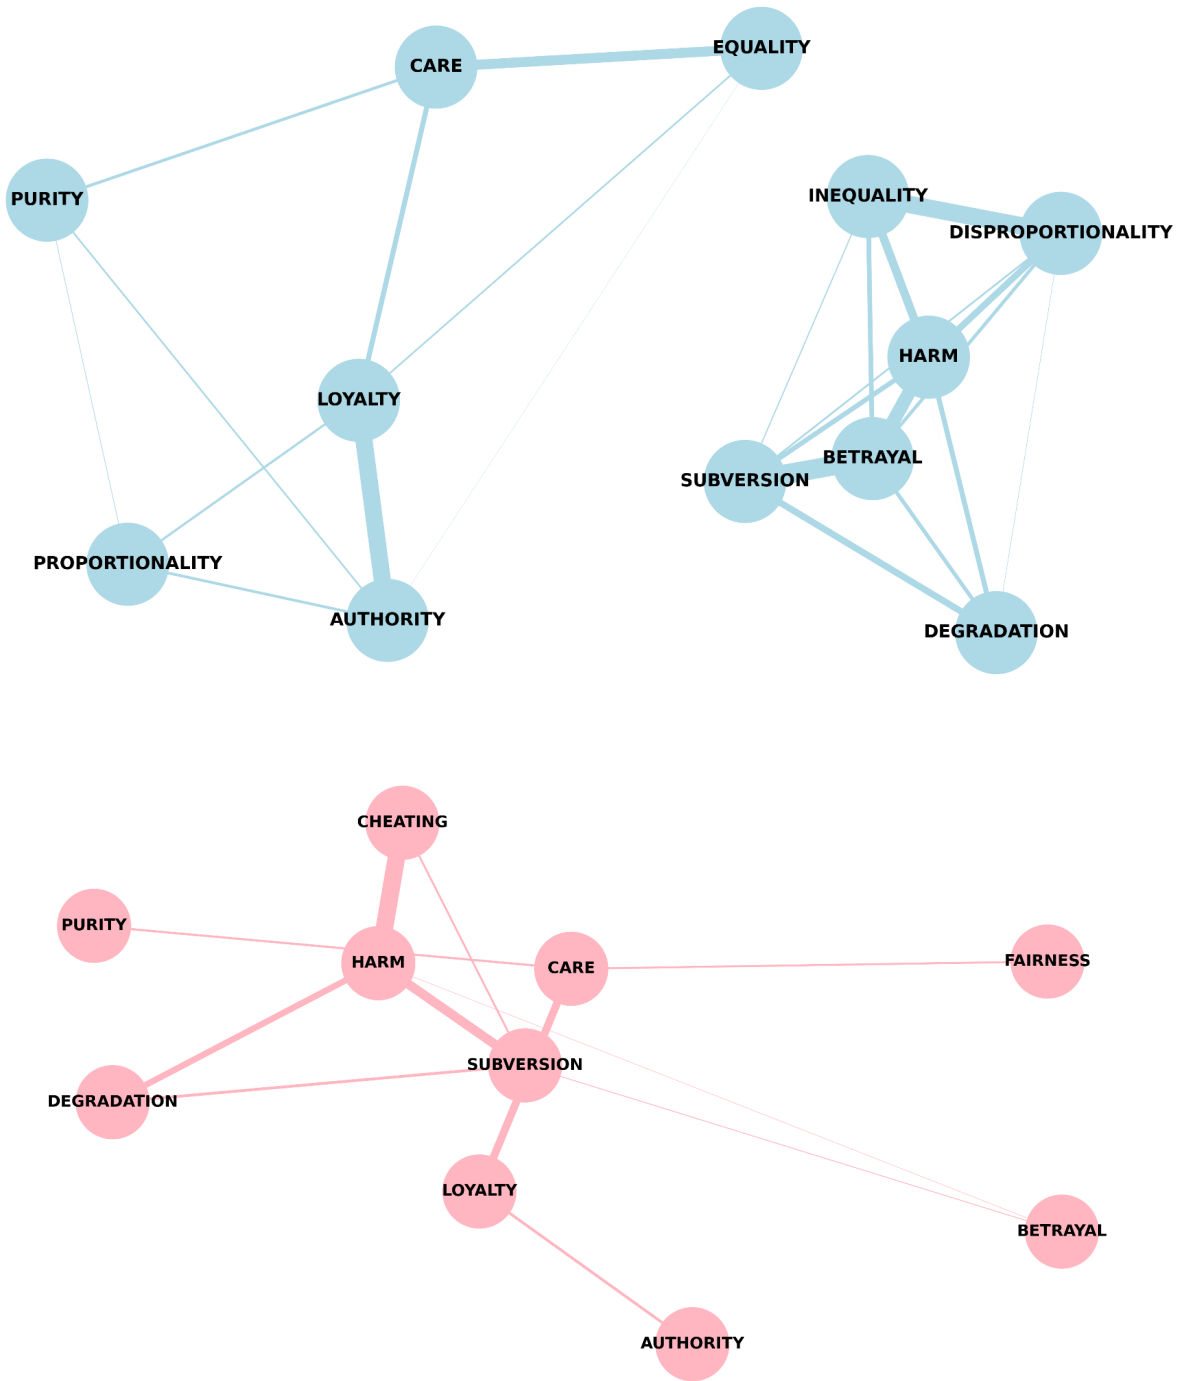 EQUALITY
CARE
PURITY
INEQUALITY
DISPROPORTIONALITY
HARM
LOYALTY
BETRAYAL
SUBVERSION
PROPORTIONALITY
AUTHORITY
DEGRADATION
CHEATING
PURITY
HARM
CARE
FAIRNESS
SUBVERSION
DEGRADATION
LOYALTY
BETRAYAL
AUTHORITY